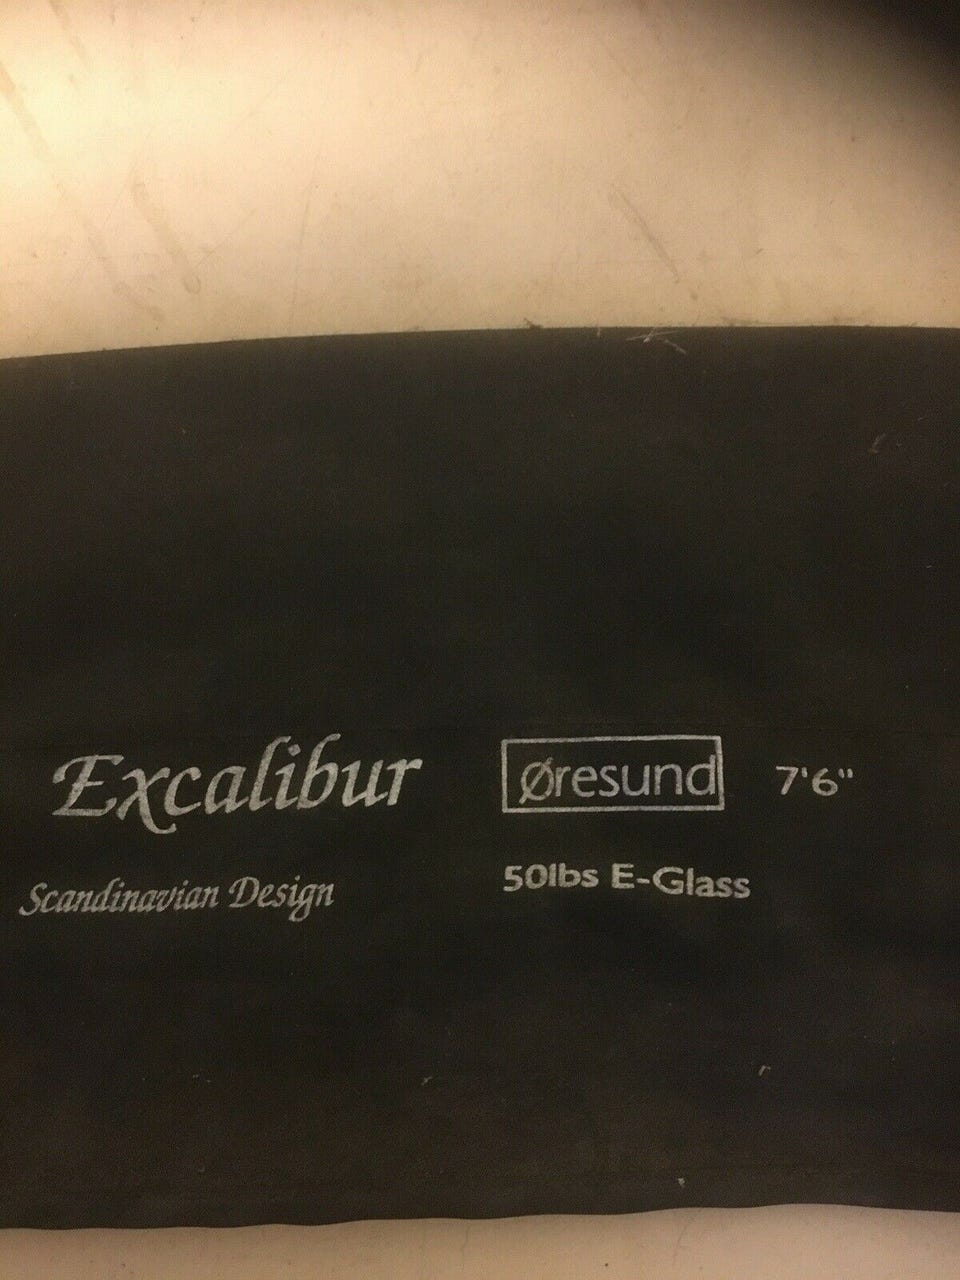 Excalibur Øresund 7'6"
Scandinavian Design 50lbs E-Glass